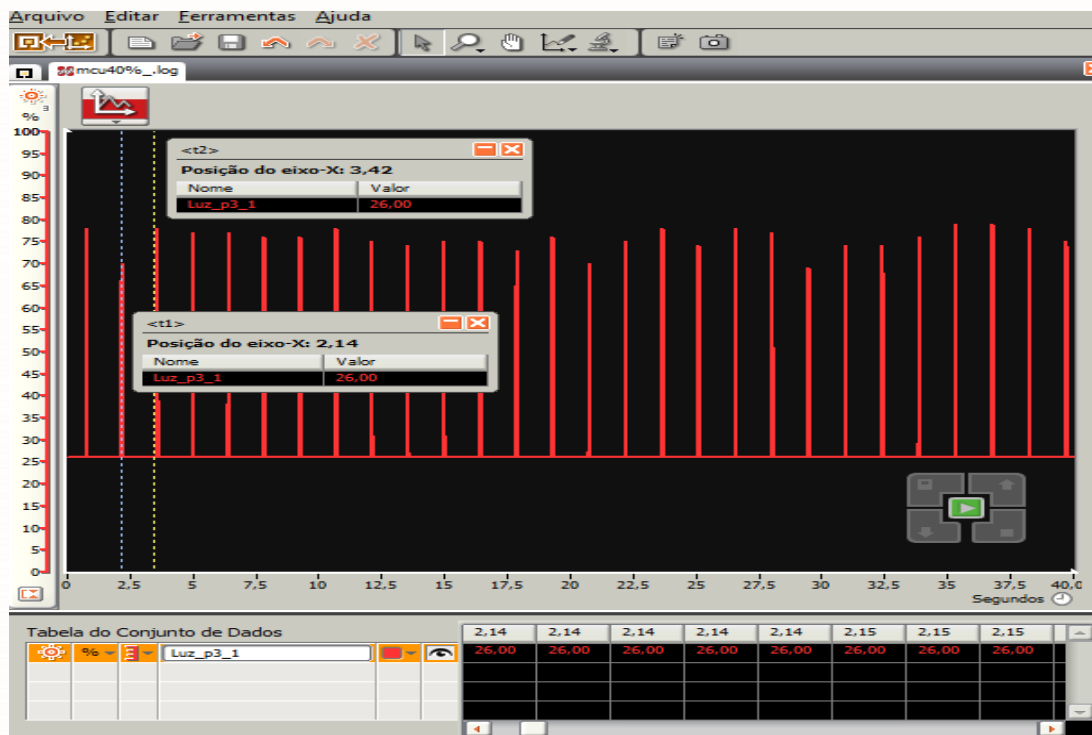 Arquivo Editar Ferramentas Ajuda
mcu40%_.log
3
%
100
95
90
85
80
75
70
65
60
55
50
45
40
35
30
25
20
15
10
5
0
<t2>
Posição do eixo-X: 3,42
Nome Valor
Luz_p3_1 26,00
<t1>
Posição do eixo-X: 2,14
Nome Valor
Luz_p3_1 26,00
0 2,5 5 7,5 10 12,5 15 17,5 20 22,5 25 27,5 30 32,5 35 37,5 40,0
Segundos
Tabela do Conjunto de Dados 2,14 2,14 2,14 2,14 2,14 2,15 2,15 2,15
% Luz_p3_1 26,00 26,00 26,00 26,00 26,00 26,00 26,00 26,00